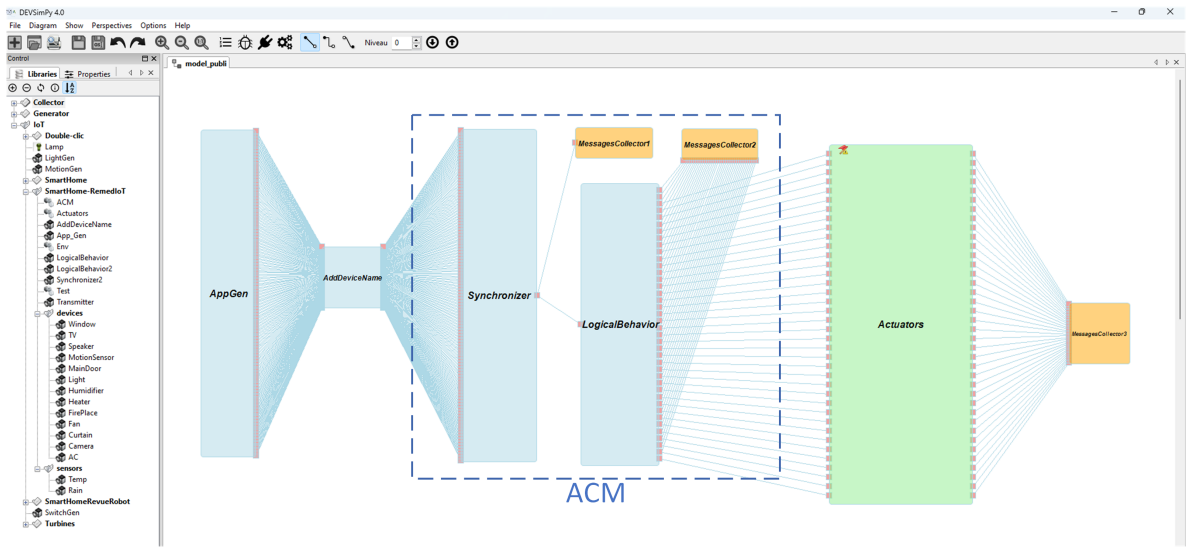 DEVSimPy 4.0
File Diagram Show Perspectives Options Help
Niveau 0
Control
Libraries Properties
model_publi
Collector
Generator
IoT
Double-clic
Lamp
LightGen
MotionGen
SmartHome
SmartHome-RemedIoT
ACM
Actuators
AddDeviceName
App_Gen
Env
LogicalBehavior
LogicalBehavior2
Synchronizer2
Test
Transmitter
devices
Window
TV
Speaker
MotionSensor
MainDoor
Light
Humidifier
Heater
FirePlace
Fan
Curtain
Camera
AC
sensors
Temp
Rain
SmartHomeRevueRobot
SwitchGen
Turbines
AppGen
AddDeviceName
Synchronizer
MessagesCollector1
MessagesCollector2
LogicalBehavior
Actuators
MessagesCollector3
ACM